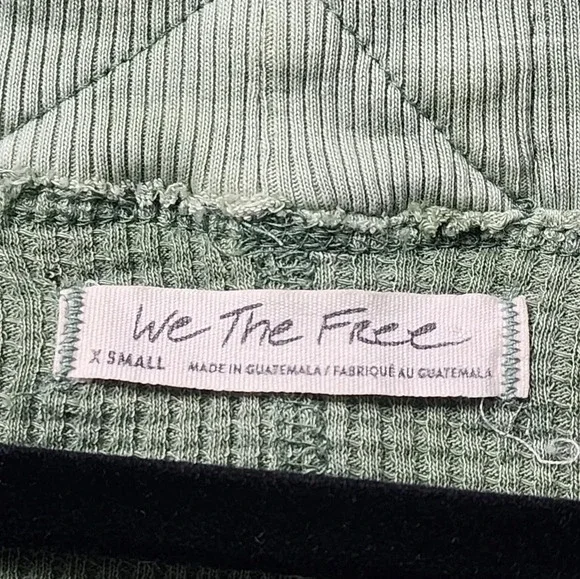 We The Free
X SMALL
MADE IN GUATEMALA / FABRIQUÉ AU GUATEMALA